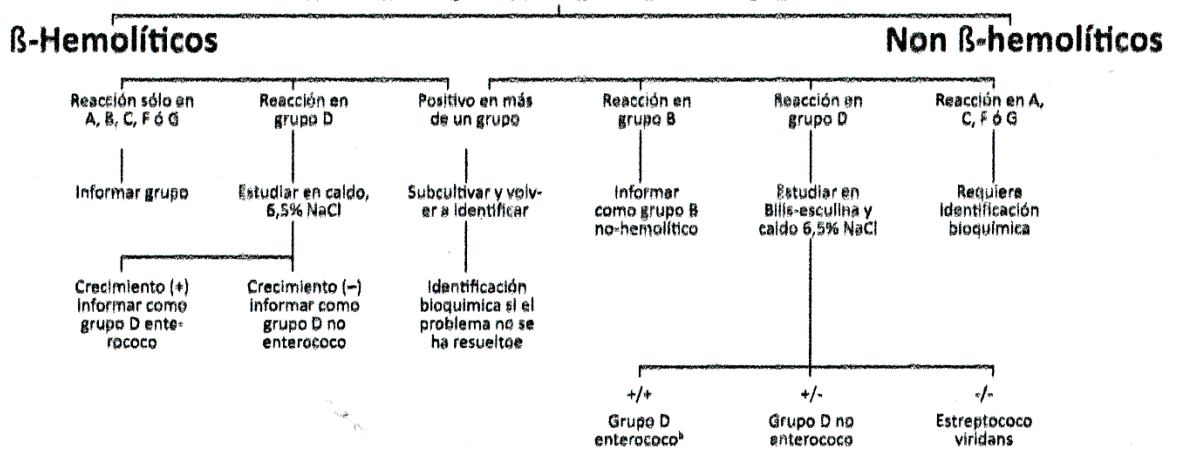 ß-Hemolíticos
Non ß-hemolíticos
Reacción sólo en
A, B, C, F ó G
Reacción en
grupo D
Positivo en más
de un grupo
Reacción en
grupo B
Reacción en
grupo D
Reacción en A,
C, F ó G
Informar grupo
Estudiar en caldo,
6,5% NaCl
Subcultivar y volv-
er a identificar
Informar
como grupo B
no-hemolítico
Estudiar en
Bilis-esculina y
caldo 6,5% NaCl
Requiere
identificación
bioquímica
Crecimiento (+)
informar como
grupo D ente-
rococo
Crecimiento (–)
informar como
grupo D no
enterococo
Identificación
bioquimica si el
problema no se
ha resueltoe
+/+
Grupo D
enterococoᵇ
+/-
Grupo D no
enterococo
-/-
Estreptococo
viridans